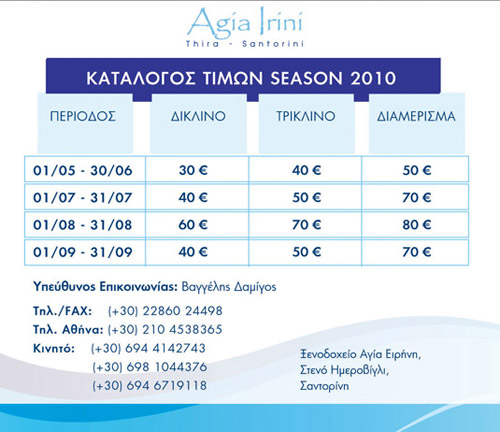 Agia Irini
Thira - Santorini
ΚΑΤΑΛΟΓΟΣ ΤΙΜΩΝ SEASON 2010
ΠΕΡΙΟΔΟΣ ΔΙΚΛΙΝΟ ΤΡΙΚΛΙΝΟ ΔΙΑΜΕΡΙΣΜΑ
01/05 - 30/06 30 € 40 € 50 €
01/07 - 31/07 40 € 50 € 70 €
01/08 - 31/08 60 € 70 € 80 €
01/09 - 31/09 40 € 50 € 70 €
Υπεύθυνος Επικοινωνίας: Βαγγέλης Δαμίγος
Τηλ./FAX: (+30) 22860 24498
Τηλ. Αθήνα: (+30) 210 4538365
Κινητό: (+30) 694 4142743
(+30) 698 1044376
(+30) 694 6719118
Ξενοδοχείο Αγία Ειρήνη,
Στενό Ημεροβίγλι,
Σαντορίνη